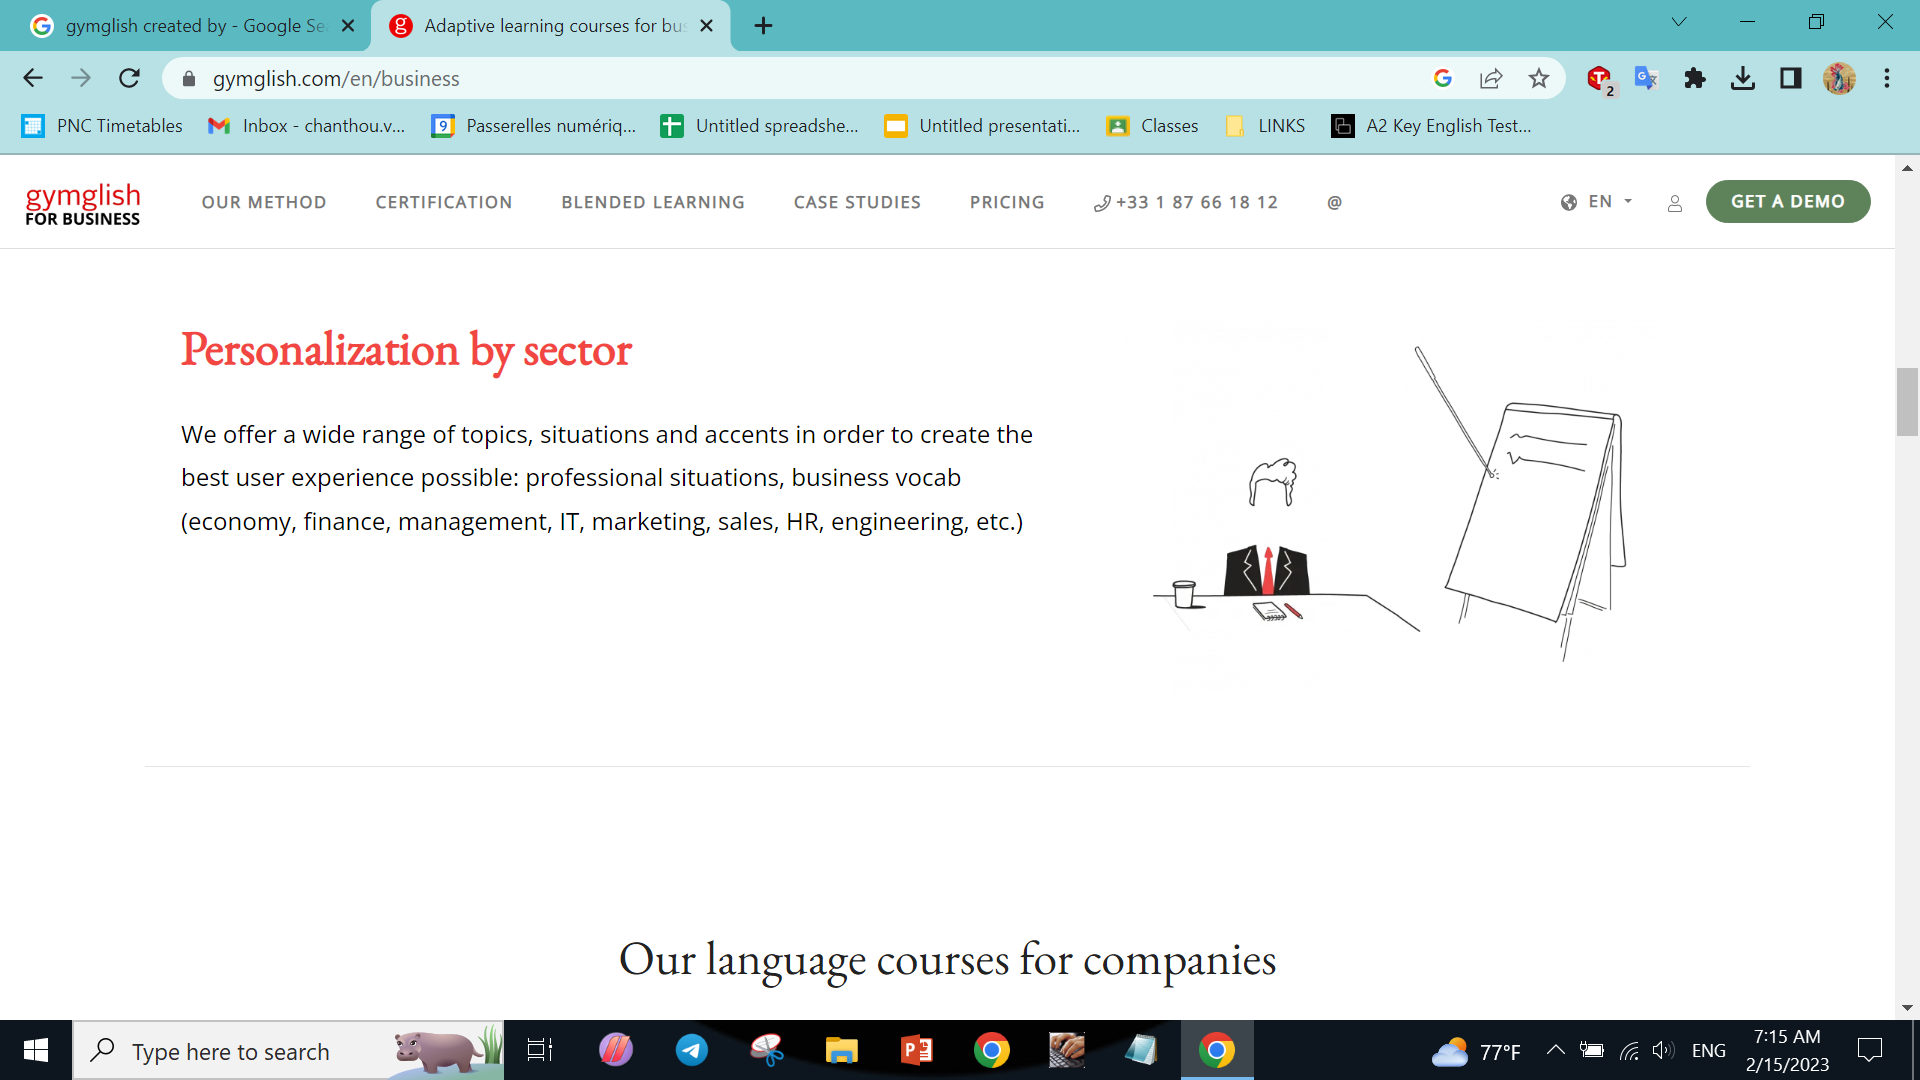 gymglish created by - Google Se
Adaptive learning courses for bus
gymglish.com/en/business
2
PNC Timetables
Inbox - chanthou.v...
9
Passerelles numériq...
Untitled spreadshe...
Untitled presentati...
Classes
LINKS
A2 Key English Test...
gymglish
FOR BUSINESS
OUR METHOD
CERTIFICATION
BLENDED LEARNING
CASE STUDIES
PRICING
+33 1 87 66 18 12
@
EN
GET A DEMO
Personalization by sector
We offer a wide range of topics, situations and accents in order to create the
best user experience possible: professional situations, business vocab
(economy, finance, management, IT, marketing, sales, HR, engineering, etc.)
Our language courses for companies
Type here to search
77°F
ENG
7:15 AM
2/15/2023